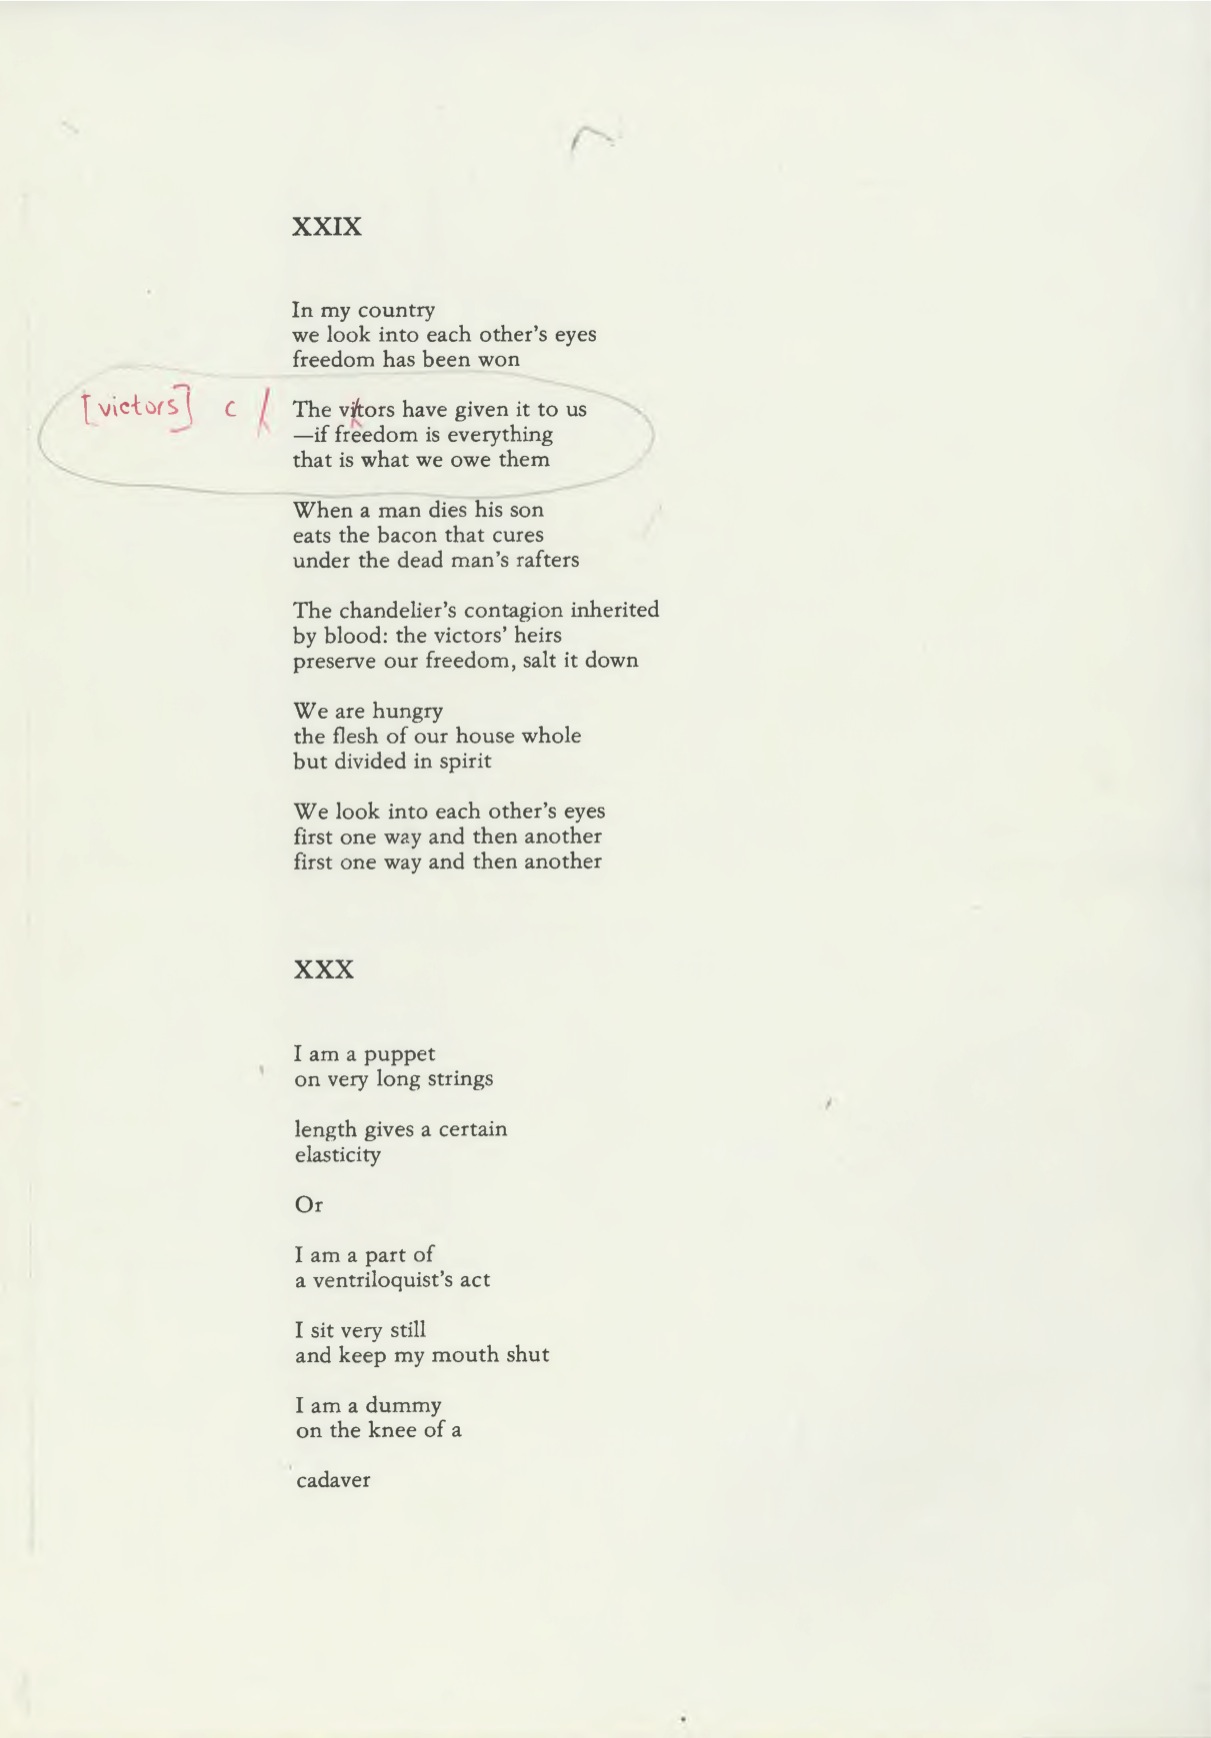 XXIX
In my country
we look into each other's eyes
freedom has been won
[victors] c /
The vitors have given it to us
—if freedom is everything
that is what we owe them
When a man dies his son
eats the bacon that cures
under the dead man's rafters
The chandelier's contagion inherited
by blood: the victors' heirs
preserve our freedom, salt it down
We are hungry
the flesh of our house whole
but divided in spirit
We look into each other's eyes
first one way and then another
first one way and then another
XXX
I am a puppet
on very long strings
length gives a certain
elasticity
Or
I am a part of
a ventriloquist's act
I sit very still
and keep my mouth shut
I am a dummy
on the knee of a
cadaver